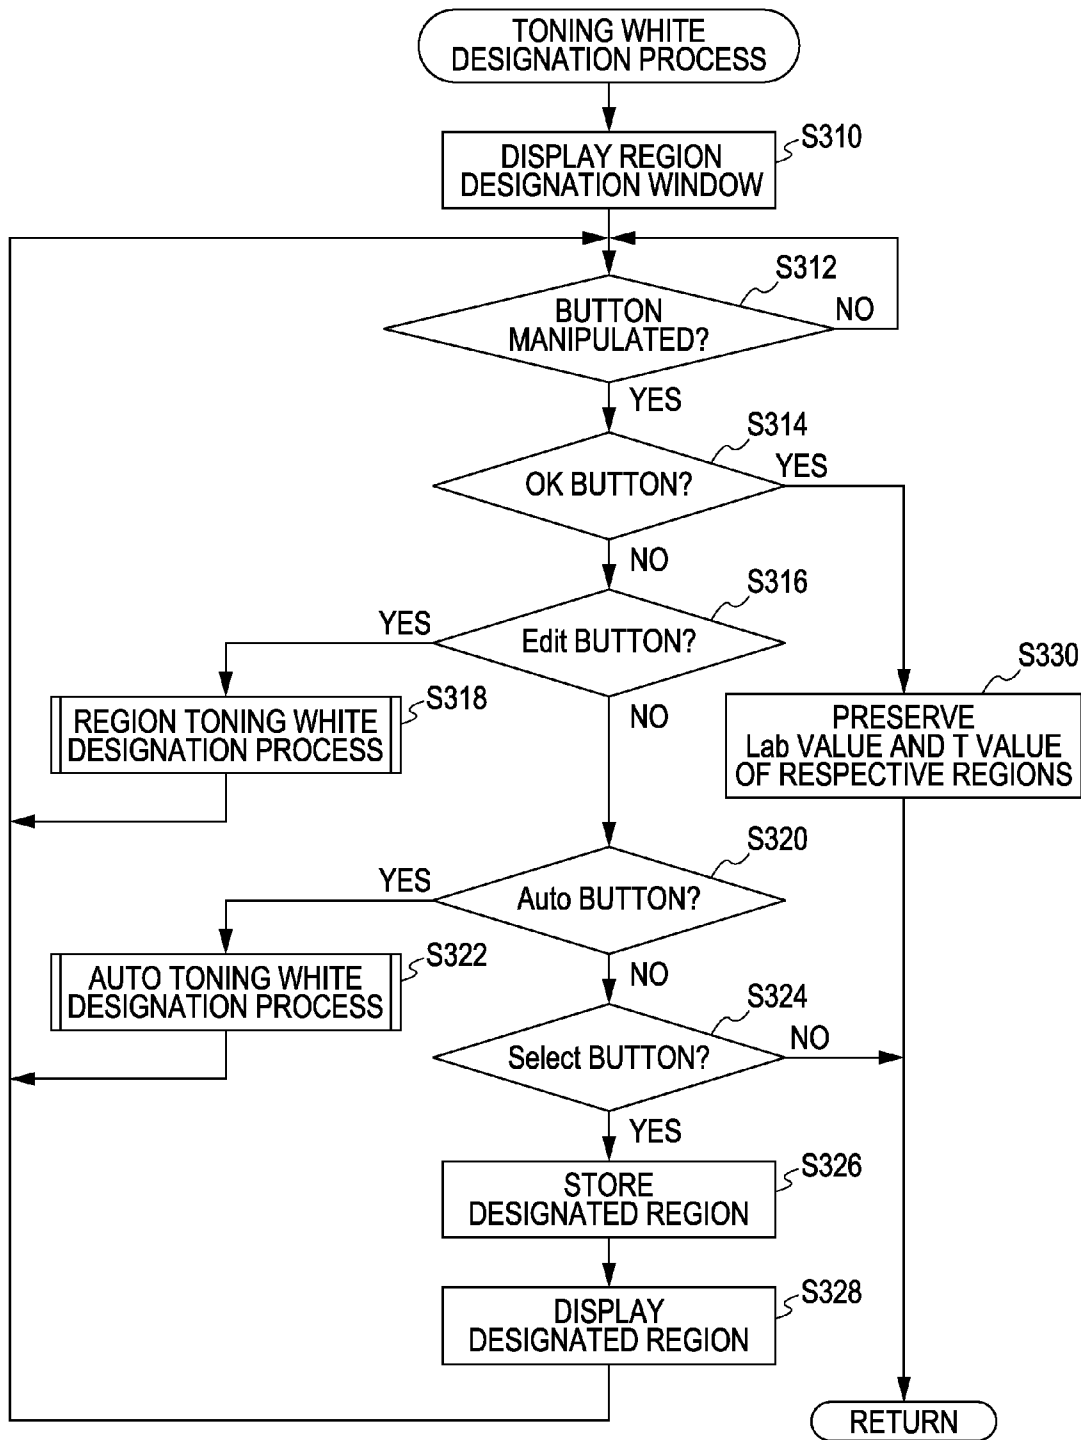 TONING WHITE
DESIGNATION PROCESS
S310
DISPLAY REGION
DESIGNATION WINDOW
S312
BUTTON
MANIPULATED?
NO
YES
S314
OK BUTTON?
YES
NO
S316
Edit BUTTON?
YES
NO
S318
REGION TONING WHITE
DESIGNATION PROCESS
S330
PRESERVE
Lab VALUE AND T VALUE
OF RESPECTIVE REGIONS
S320
Auto BUTTON?
YES
NO
S322
AUTO TONING WHITE
DESIGNATION PROCESS
S324
Select BUTTON?
NO
YES
S326
STORE
DESIGNATED REGION
S328
DISPLAY
DESIGNATED REGION
RETURN